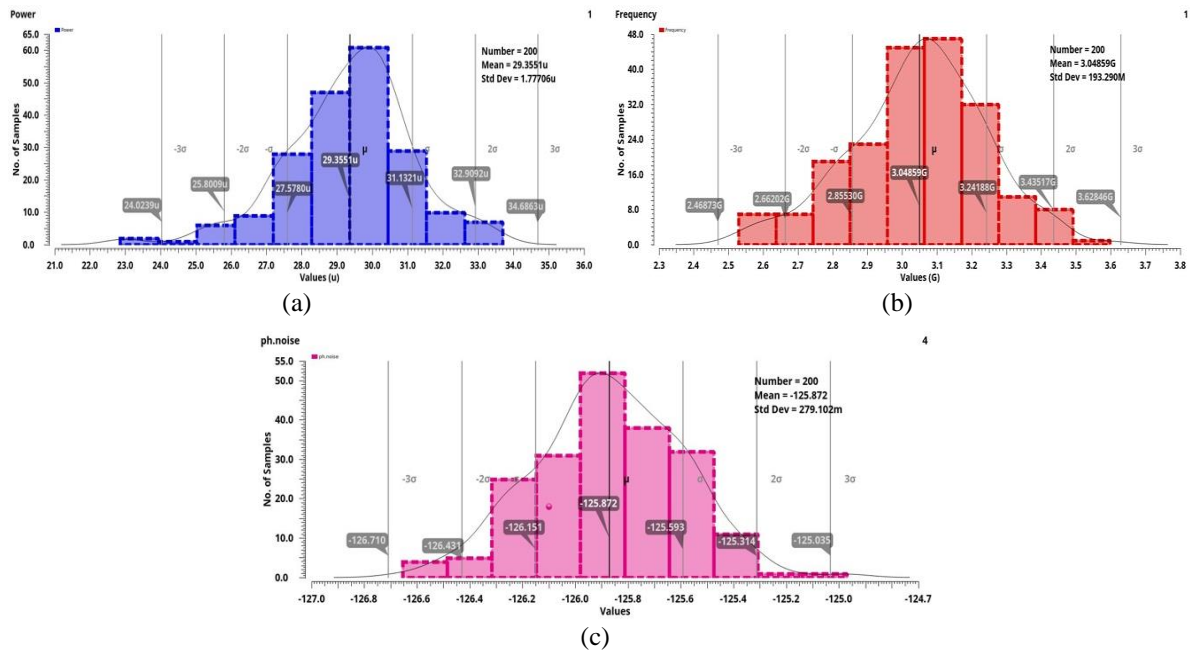 Power
1
Power
Number = 200
Mean = 29.3551u
Std Dev = 1.77706u
No. of Samples
65.0
60.0
50.0
40.0
30.0
20.0
10.0
0.0
-3σ
-2σ
-σ
μ
σ
2σ
3σ
24.0239u
25.8009u
27.5780u
29.3551u
31.1321u
32.9092u
34.6863u
21.0 22.0 23.0 24.0 25.0 26.0 27.0 28.0 29.0 30.0 31.0 32.0 33.0 34.0 35.0 36.0
Values (u)
(a)
Frequency
1
Frequency
Number = 200
Mean = 3.04859G
Std Dev = 193.290M
No. of Samples
48.0
40.0
32.0
24.0
16.0
8.0
0.0
-3σ
-2σ
-σ
μ
σ
2σ
3σ
2.46873G
2.66202G
2.85530G
3.04859G
3.24188G
3.43517G
3.62846G
2.3 2.4 2.5 2.6 2.7 2.8 2.9 3.0 3.1 3.2 3.3 3.4 3.5 3.6 3.7 3.8
Values (G)
(b)
ph.noise
4
ph.noise
Number = 200
Mean = -125.872
Std Dev = 279.102m
No. of Samples
55.0
50.0
40.0
30.0
20.0
10.0
0.0
-3σ
-2σ
-σ
μ
σ
2σ
3σ
-126.710
-126.431
-126.151
-125.872
-125.593
-125.314
-125.035
-127.0 -126.8 -126.6 -126.4 -126.2 -126.0 -125.8 -125.6 -125.4 -125.2 -125.0 -124.7
Values
(c)